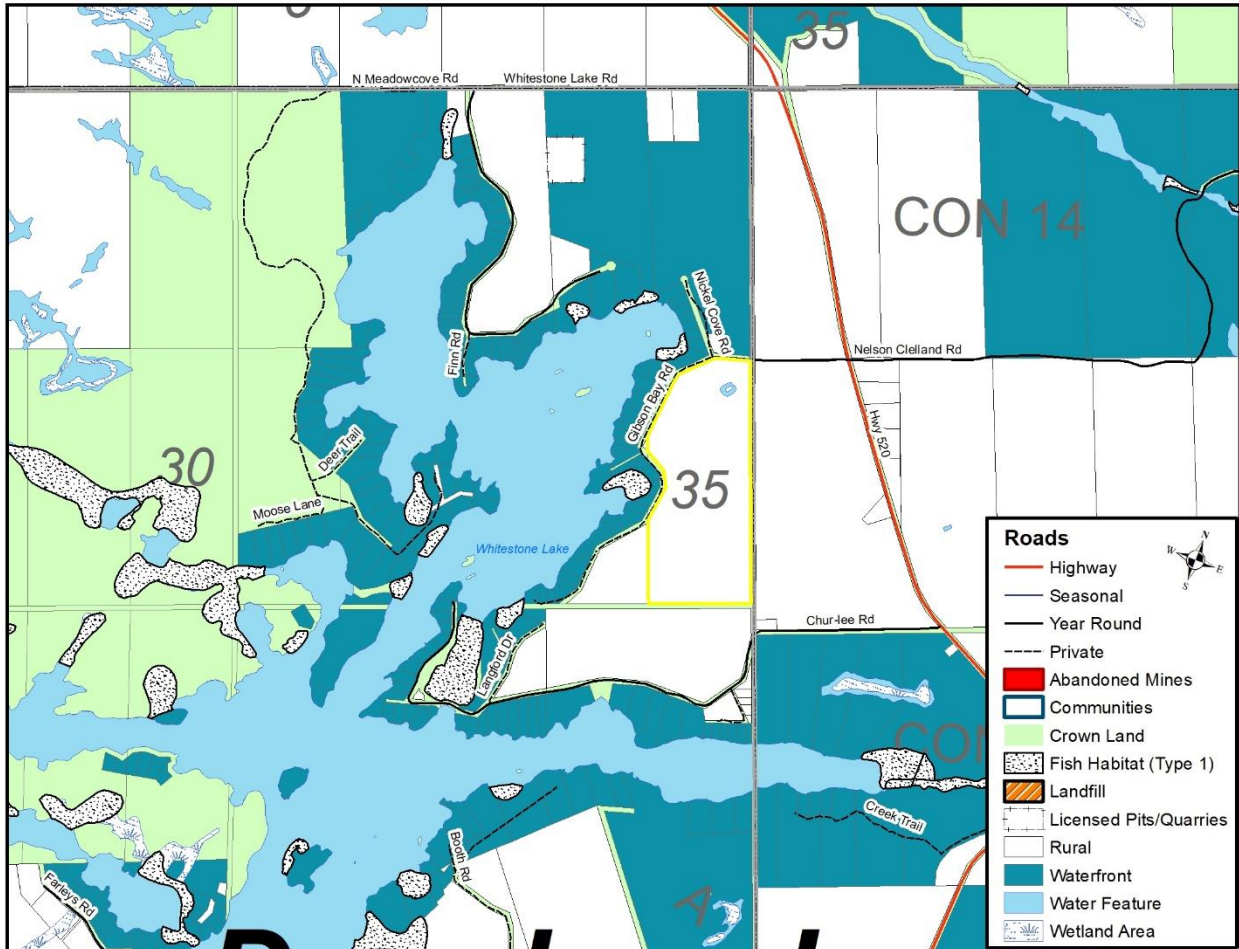 35
N Meadowcove Rd
Whitestone Lake Rd
CON 14
Nickel Cove Rd
Finn Rd
Nelson Clelland Rd
Gibson Bay Rd
Hwy 520
Deer Trail
30
35
Moose Lane
Whitestone Lake
Chur-lee Rd
Langford Dr
CON
Creek Trail
Booth Rd
Farleys Rd
A
Roads
N
W
E
S
Highway
Seasonal
Year Round
Private
Abandoned Mines
Communities
Crown Land
Fish Habitat (Type 1)
Landfill
Licensed Pits/Quarries
Rural
Waterfront
Water Feature
Wetland Area